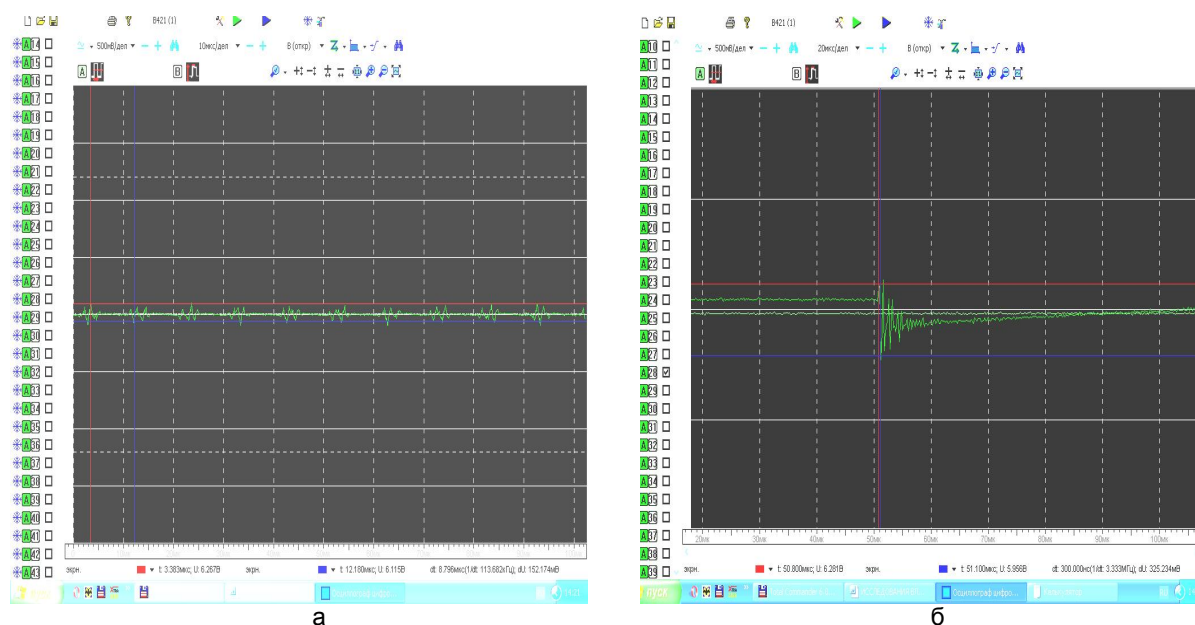 B421 (1)
500мВ/дел 10мкс/дел В (откр)
A B
A14
A15
A16
A17
A18
A19
A20
A21
A22
A23
A24
A25
A26
A27
A28
A29
A30
A31
A32
A33
A34
A35
A36
A37
A38
A39
A40
A41
A42
A43
экрн. t: 3.383мкс; U: 6.267В экрн. t: 12.180мкс; U: 6.115В dt: 8.796мкс(1/dt: 113.682кГц); dU: 152.174мВ
пуск Осциллограф цифро...
а
B421 (1)
500мВ/дел 20мкс/дел В (откр)
A B
A10
A11
A12
A13
A14
A15
A16
A17
A18
A19
A20
A21
A22
A23
A24
A25
A26
A27
A28
A29
A30
A31
A32
A33
A34
A35
A36
A37
A38
A39
20мк 30мк 40мк 50мк 60мк 70мк 80мк 90мк 100мк
экрн. t: 50.800мкс; U: 6.281В экрн. t: 51.100мкс; U: 5.956В dt: 300.000нс(1/dt: 3.333МГц); dU: 325.234мВ
пуск Осциллограф цифро...
б